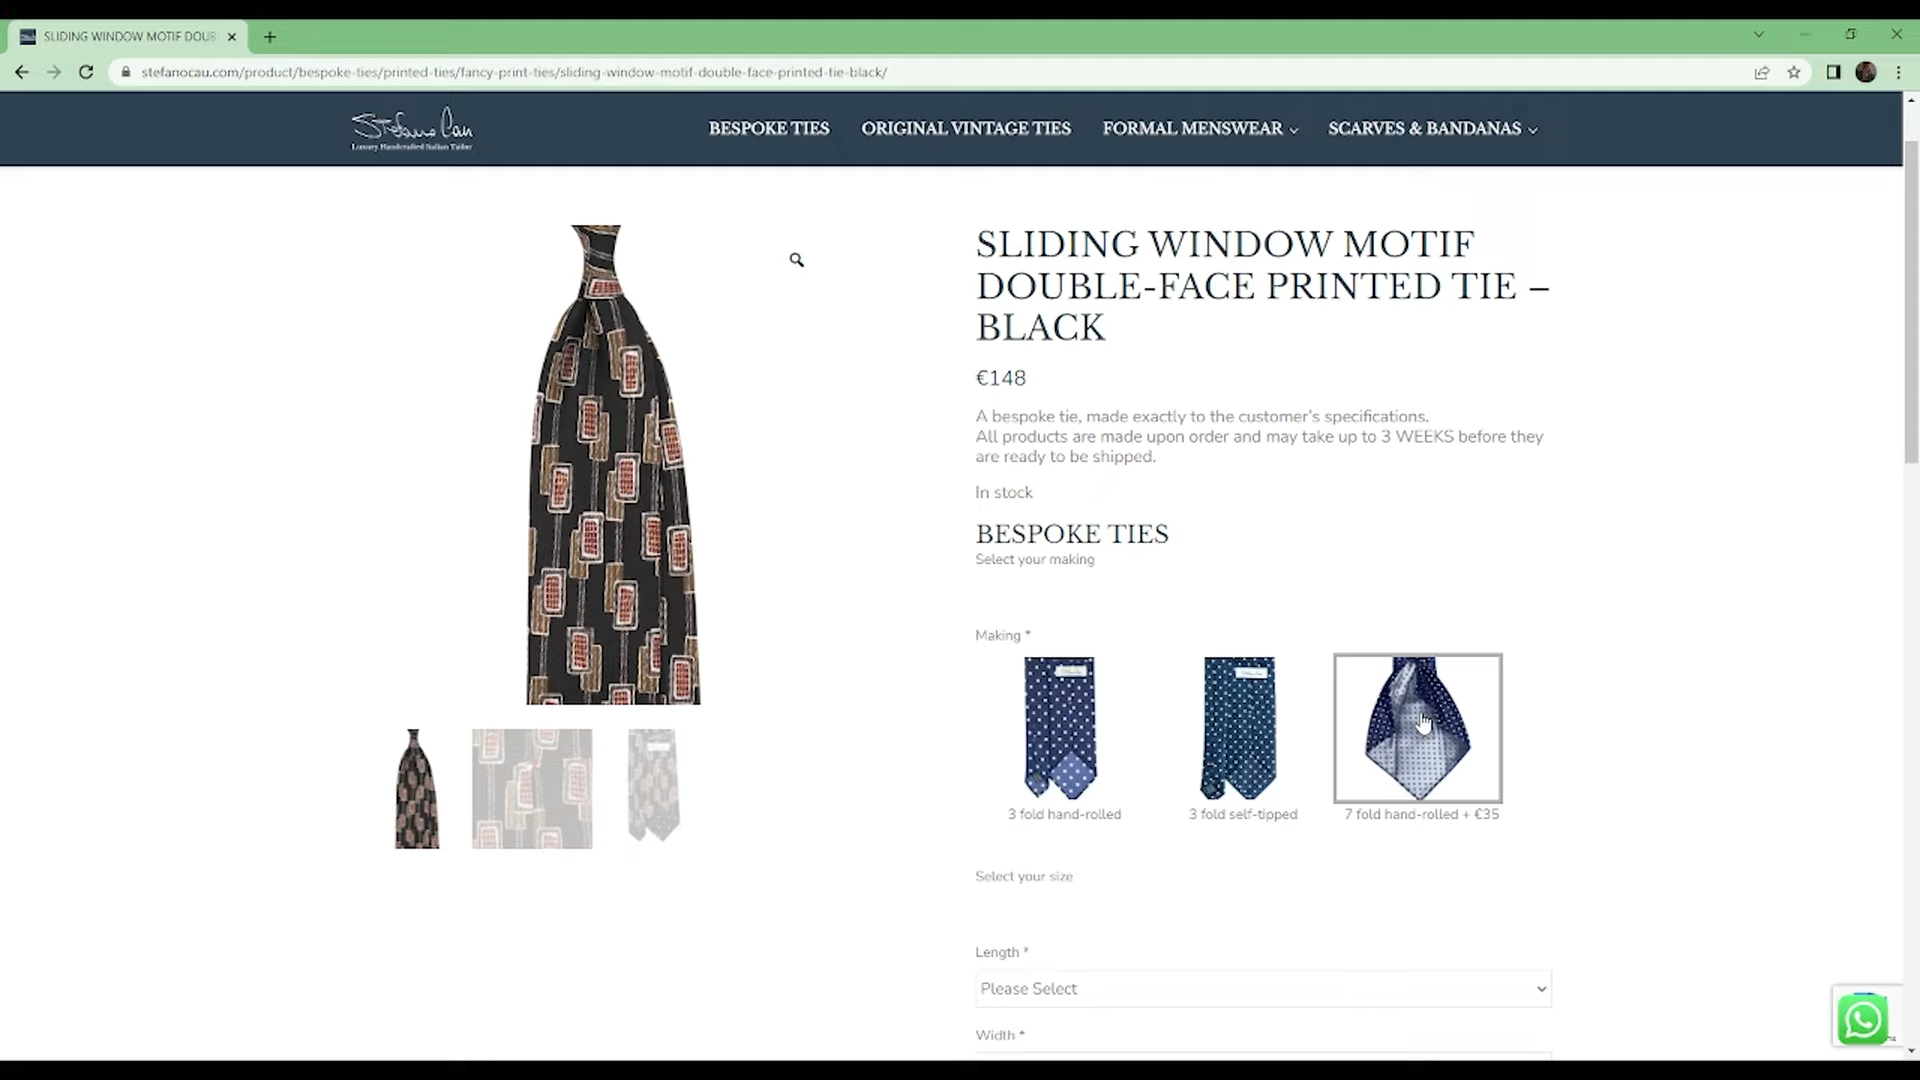 SLIDING WINDOW MOTIF DOUB
stefanocau.com/product/bespoke-ties/printed-ties/fancy-print-ties/sliding-window-motif-double-face-printed-tie-black/
Stefano Cau
Luxury Handcrafted Italian Tailor
BESPOKE TIES
ORIGINAL VINTAGE TIES
FORMAL MENSWEAR
SCARVES & BANDANAS
SLIDING WINDOW MOTIF
DOUBLE-FACE PRINTED TIE –
BLACK
€148
A bespoke tie, made exactly to the customer's specifications.
All products are made upon order and may take up to 3 WEEKS before they
are ready to be shipped.
In stock
BESPOKE TIES
Select your making
Making *
3 fold hand-rolled
3 fold self-tipped
7 fold hand-rolled + €35
Select your size
Length *
Please Select
Width *